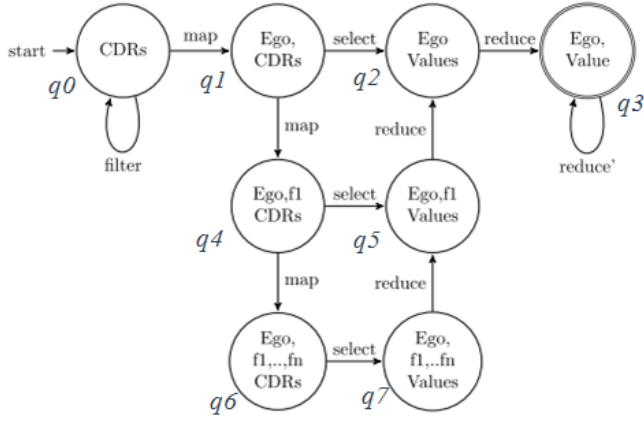 start
CDRs
q0
filter
map
Ego,
CDRs
q1
select
Ego
Values
q2
reduce
Ego,
Value
q3
reduce'
map
reduce
Ego,f1
CDRs
q4
select
Ego,f1
Values
q5
map
reduce
Ego,
f1,..,fn
CDRs
q6
select
Ego,
f1,..fn
Values
q7